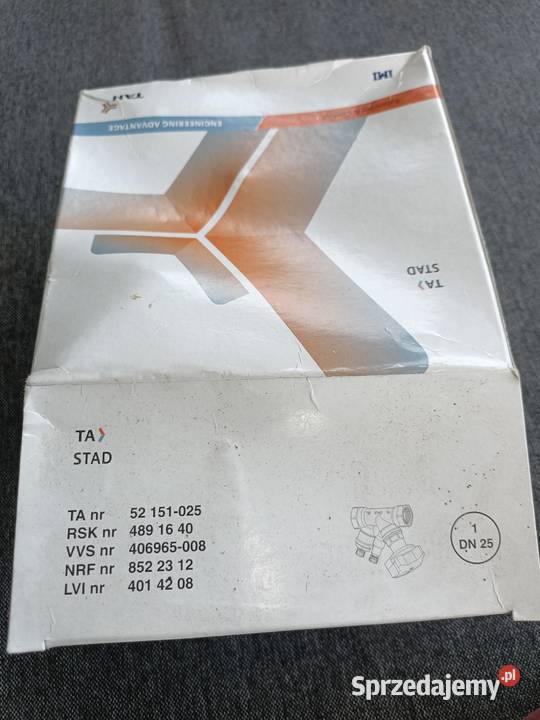 IMI
TAH
ENGINEERING ADVANTAGE
TA
STAD
TA
STAD
TA nr 52 151-025
RSK nr 489 16 40
VVS nr 406965-008
NRF nr 852 23 12
LVI nr 401 42 08
1
DN 25
Sprzedajemy.pl